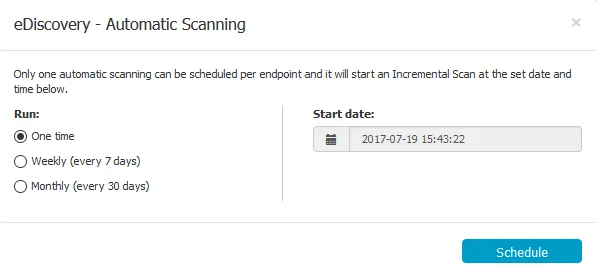 eDiscovery - Automatic Scanning
×
Only one automatic scanning can be scheduled per endpoint and it will start an Incremental Scan at the set date and
time below.
Run:
One time
Weekly (every 7 days)
Monthly (every 30 days)
Start date:
2017-07-19 15:43:22
Schedule